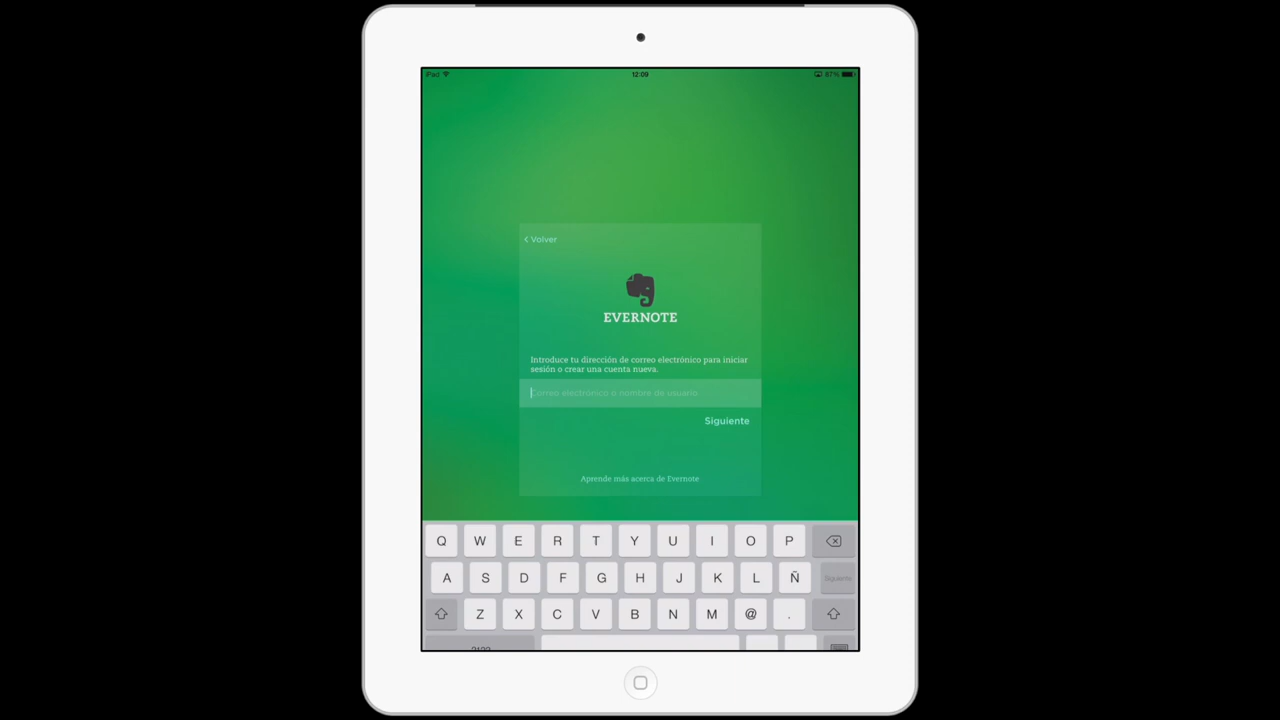 iPad 12:09 87%
Volver
EVERNOTE
Introduce tu dirección de correo electrónico para iniciar
sesión o crear una cuenta nueva.
Correo electrónico o nombre de usuario
Siguiente
Aprende más acerca de Evernote
Q W E R T Y U I O P
A S D F G H J K L Ñ Siguiente
Z X C V B N M @ .